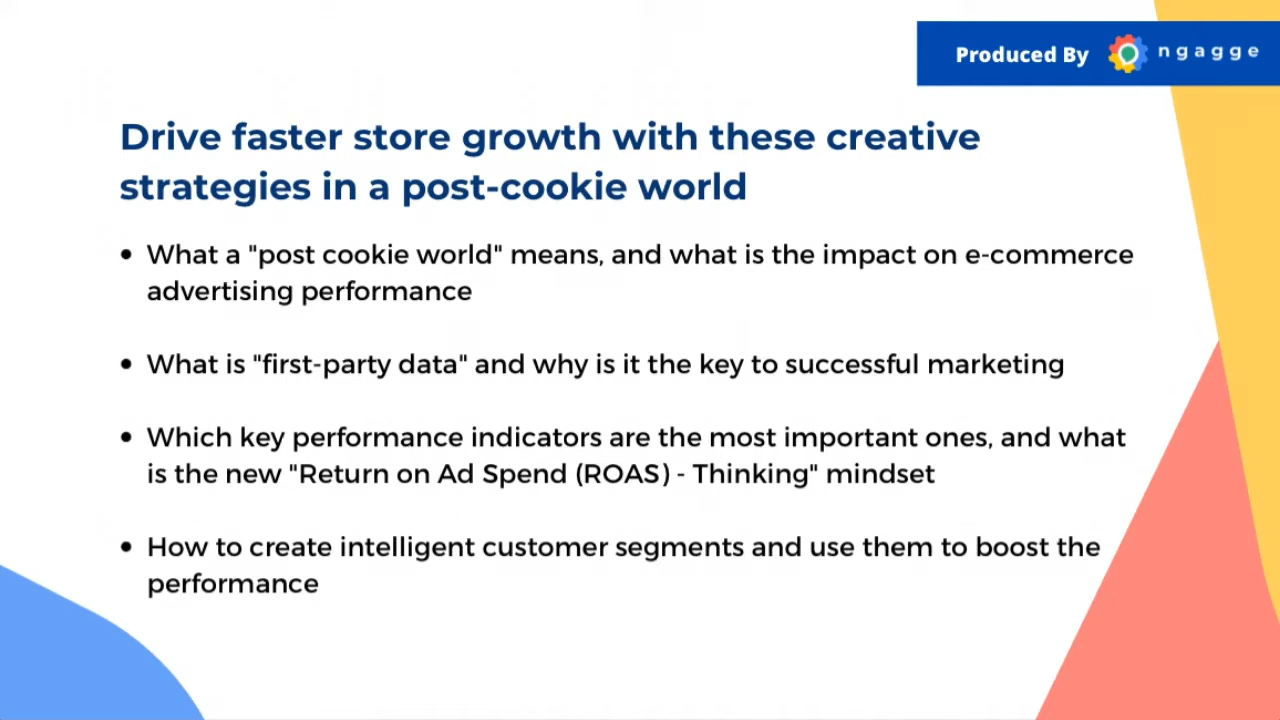 Produced By ngagge
Drive faster store growth with these creative
strategies in a post-cookie world
• What a "post cookie world" means, and what is the impact on e-commerce
advertising performance
• What is "first-party data" and why is it the key to successful marketing
• Which key performance indicators are the most important ones, and what
is the new "Return on Ad Spend (ROAS) - Thinking" mindset
• How to create intelligent customer segments and use them to boost the
performance